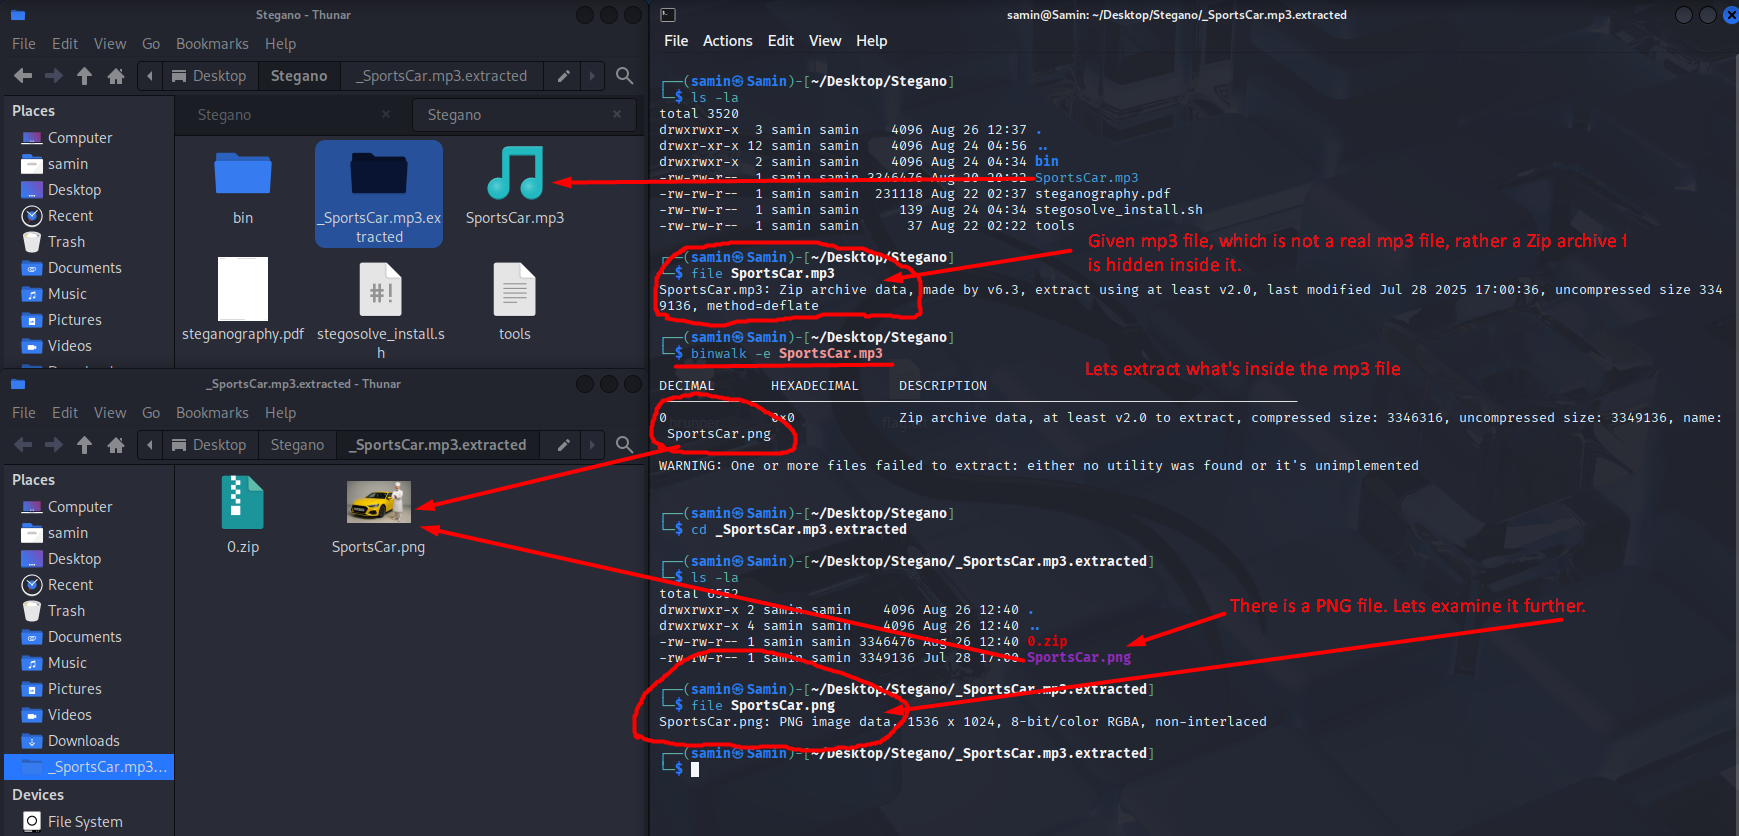 Stegano - Thunar
File Edit View Go Bookmarks Help
Desktop Stegano _SportsCar.mp3.extracted
Places
Computer
samin
Desktop
Recent
Trash
Documents
Music
Pictures
Videos
Stegano × Stegano ×
bin
_SportsCar.mp3.ex
tracted
SportsCar.mp3
steganography.pdf
stegosolve_install.s
h
tools
_SportsCar.mp3.extracted - Thunar
File Edit View Go Bookmarks Help
Desktop Stegano _SportsCar.mp3.extracted
Places
Computer
samin
Desktop
Recent
Trash
Documents
Music
Pictures
Videos
Downloads
_SportsCar.mp3...
Devices
File System
0.zip
SportsCar.png
samin@Samin: ~/Desktop/Stegano/_SportsCar.mp3.extracted
File Actions Edit View Help
┌──(samin㉿Samin)-[~/Desktop/Stegano]
└─$ ls -la
total 3520
drwxrwxr-x 3 samin samin 4096 Aug 26 12:37 .
drwxr-xr-x 12 samin samin 4096 Aug 24 04:56 ..
drwxrwxr-x 2 samin samin 4096 Aug 24 04:34 bin
-rw-rw-r-- 1 samin samin 3346476 Aug 20 20:32 SportsCar.mp3
-rw-rw-r-- 1 samin samin 231118 Aug 22 02:37 steganography.pdf
-rw-rw-r-- 1 samin samin 139 Aug 24 04:34 stegosolve_install.sh
-rw-rw-r-- 1 samin samin 37 Aug 22 02:22 tools
Given mp3 file, which is not a real mp3 file, rather a Zip archive f
is hidden inside it.
┌──(samin㉿Samin)-[~/Desktop/Stegano]
└─$ file SportsCar.mp3
SportsCar.mp3: Zip archive data, made by v6.3, extract using at least v2.0, last modified Jul 28 2025 17:00:36, uncompressed size 334
9136, method=deflate
┌──(samin㉿Samin)-[~/Desktop/Stegano]
└─$ binwalk -e SportsCar.mp3
Lets extract what's inside the mp3 file
DECIMAL HEXADECIMAL DESCRIPTION
0 0x0 Zip archive data, at least v2.0 to extract, compressed size: 3346316, uncompressed size: 3349136, name:
SportsCar.png
WARNING: One or more files failed to extract: either no utility was found or it's unimplemented
┌──(samin㉿Samin)-[~/Desktop/Stegano]
└─$ cd _SportsCar.mp3.extracted
┌──(samin㉿Samin)-[~/Desktop/Stegano/_SportsCar.mp3.extracted]
└─$ ls -la
total 6552
drwxrwxr-x 2 samin samin 4096 Aug 26 12:40 .
drwxrwxr-x 4 samin samin 4096 Aug 26 12:40 ..
-rw-rw-r-- 1 samin samin 3346476 Aug 26 12:40 0.zip
-rw-rw-r-- 1 samin samin 3349136 Jul 28 17:00 SportsCar.png
There is a PNG file. Lets examine it further.
┌──(samin㉿Samin)-[~/Desktop/Stegano/_SportsCar.mp3.extracted]
└─$ file SportsCar.png
SportsCar.png: PNG image data, 1536 x 1024, 8-bit/color RGBA, non-interlaced
┌──(samin㉿Samin)-[~/Desktop/Stegano/_SportsCar.mp3.extracted]
└─$